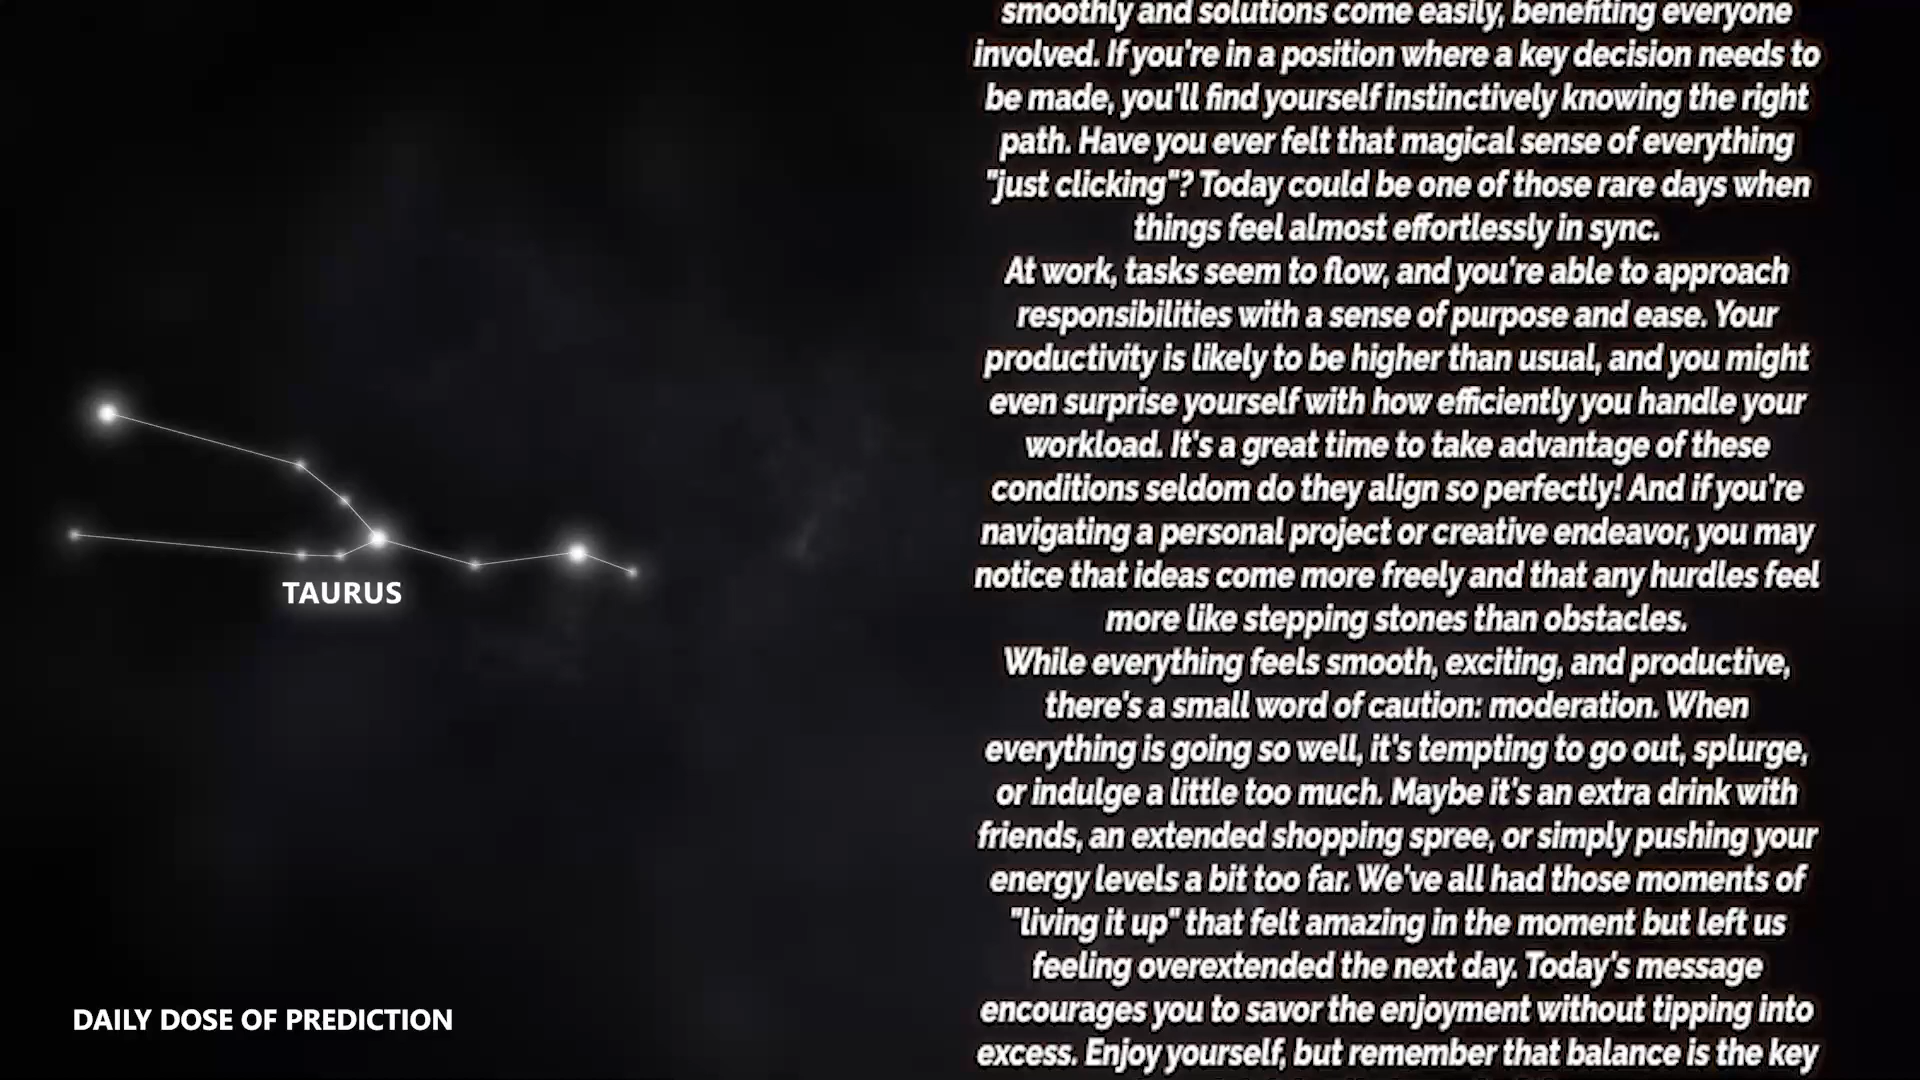 smoothly and solutions come easily, benefiting everyone
involved. If you're in a position where a key decision needs to
be made, you'll find yourself instinctively knowing the right
path. Have you ever felt that magical sense of everything
"just clicking"? Today could be one of those rare days when
things feel almost effortlessly in sync.
At work, tasks seem to flow, and you're able to approach
responsibilities with a sense of purpose and ease. Your
productivity is likely to be higher than usual, and you might
even surprise yourself with how efficiently you handle your
workload. It's a great time to take advantage of these
conditions seldom do they align so perfectly! And if you're
navigating a personal project or creative endeavor, you may
notice that ideas come more freely and that any hurdles feel
more like stepping stones than obstacles.
While everything feels smooth, exciting, and productive,
there's a small word of caution: moderation. When
everything is going so well, it's tempting to go out, splurge,
or indulge a little too much. Maybe it's an extra drink with
friends, an extended shopping spree, or simply pushing your
energy levels a bit too far. We've all had those moments of
"living it up" that felt amazing in the moment but left us
feeling overextended the next day. Today's message
encourages you to savor the enjoyment without tipping into
excess. Enjoy yourself, but remember that balance is the key
TAURUS
DAILY DOSE OF PREDICTION